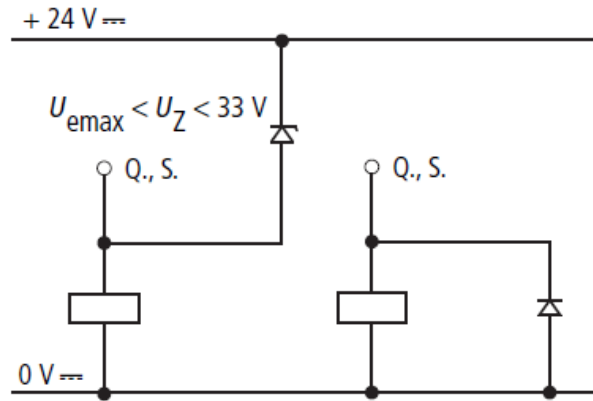 + 24 V ⎓
Uemax < UZ < 33 V
Q., S.
Q., S.
0 V ⎓